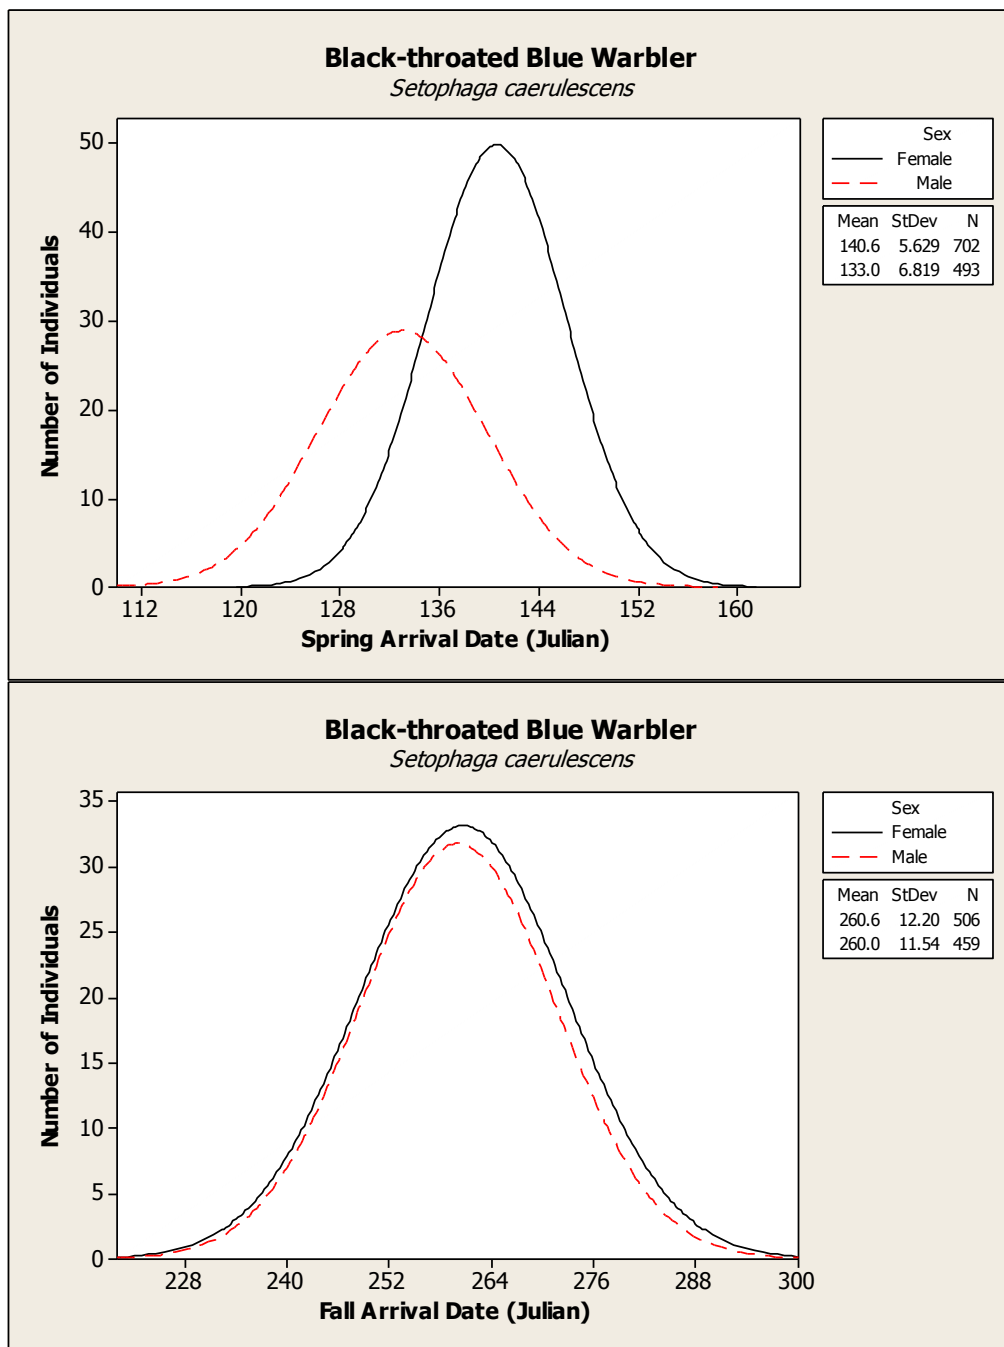 Black-throated Blue Warbler
Setophaga caerulescens
50
40
30
20
10
0
Number of Individuals
112 120 128 136 144 152 160
Spring Arrival Date (Julian)
Sex
Female
Male
Mean StDev N
140.6 5.629 702
133.0 6.819 493
Black-throated Blue Warbler
Setophaga caerulescens
35
30
25
20
15
10
5
0
Number of Individuals
228 240 252 264 276 288 300
Fall Arrival Date (Julian)
Sex
Female
Male
Mean StDev N
260.6 12.20 506
260.0 11.54 459